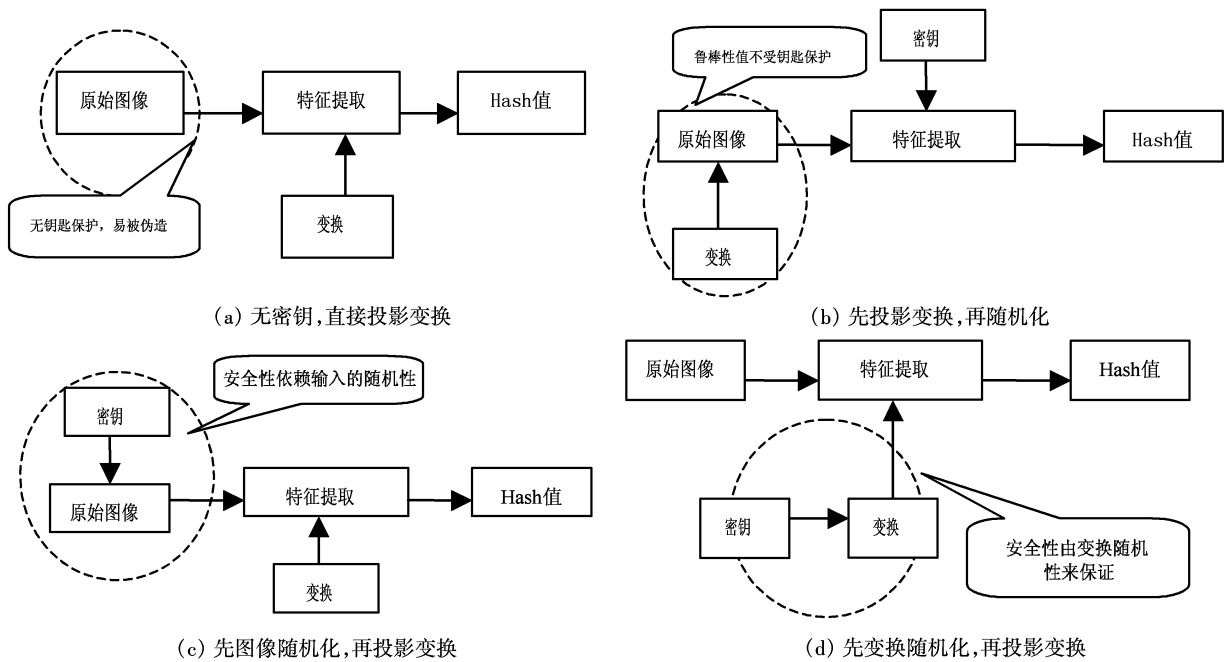 原始图像
特征提取
Hash值
无钥匙保护，易被伪造
变换
(a) 无密钥,直接投影变换
鲁棒性值不受钥匙保护
密钥
原始图像
特征提取
Hash值
变换
(b) 先投影变换,再随机化
安全性依赖输入的随机性
密钥
原始图像
特征提取
Hash值
变换
(c) 先图像随机化,再投影变换
原始图像
特征提取
Hash值
密钥
变换
安全性由变换随机
性来保证
(d) 先变换随机化,再投影变换